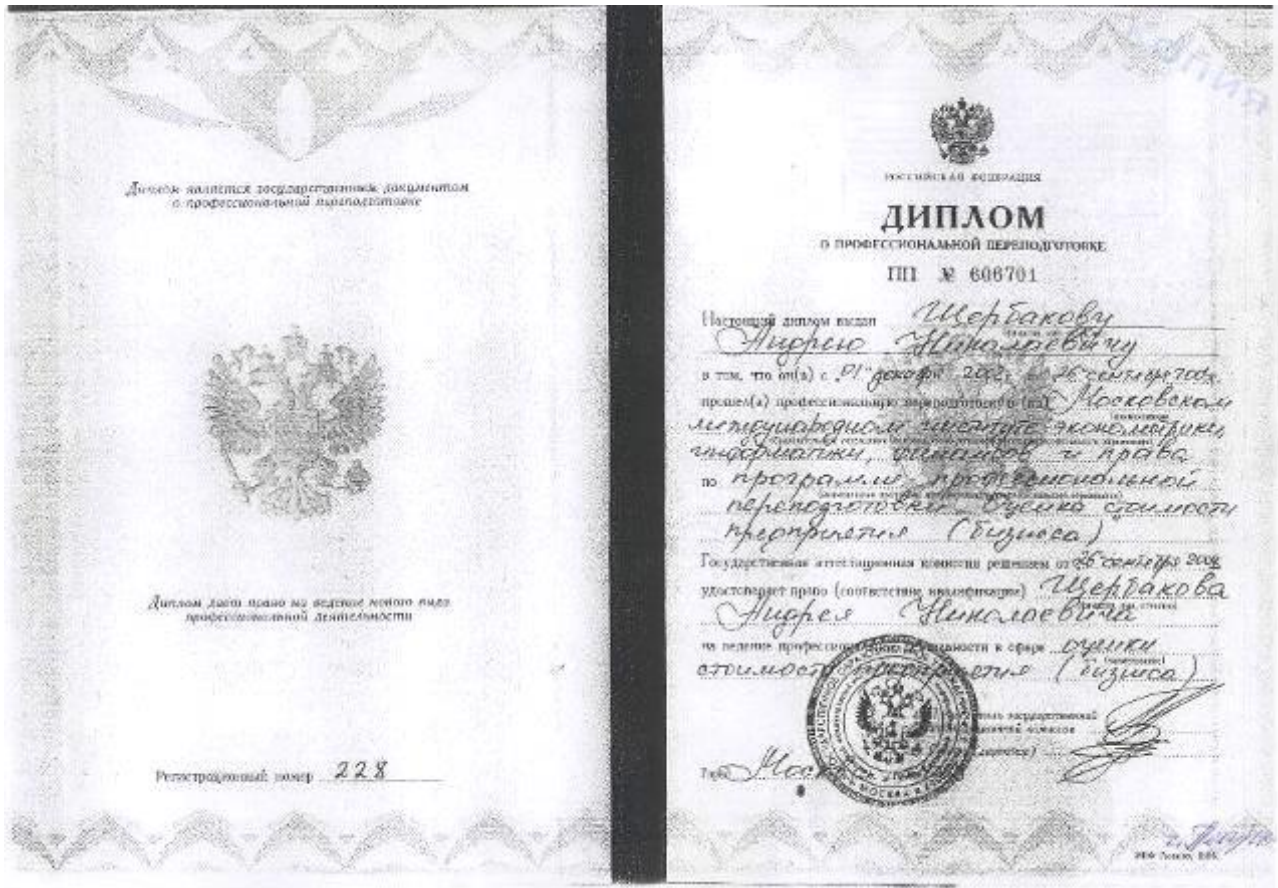 Диплом является государственным документом
о профессиональной переподготовке
Диплом дает право на ведение нового вида
профессиональной деятельности
Регистрационный номер 228
КОПИЯ
РОССИЙСКАЯ ФЕДЕРАЦИЯ
ДИПЛОМ
О ПРОФЕССИОНАЛЬНОЙ ПЕРЕПОДГОТОВКЕ
ПП № 606701
Настоящий диплом выдан Щербакову
Андрею Николаевичу
в том, что он(а) с "01" декабря 26 сентября
прошел(а) профессиональную переподготовку в (на) Московском
международном институте эконометрики,
информатики, финансов и права
по программе профессиональной
переподготовки "Оценка стоимости
предприятия (бизнеса)"
Государственная аттестационная комиссия решением от 26 сентября
удостоверяет право (соответствие квалификации) Щербакова
Андрея Николаевича
на ведение профессиональной деятельности в сфере оценки
стоимости предприятия (бизнеса)
государственной
комиссии
Город
МОСКВА